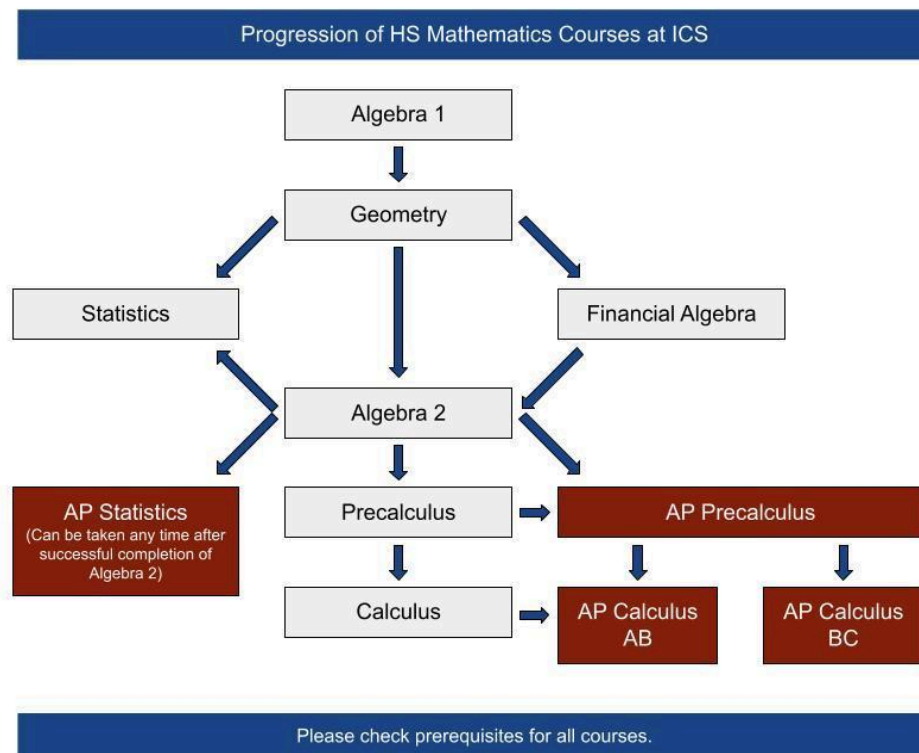 Progression of HS Mathematics Courses at ICS
Algebra 1
Geometry
Statistics
Financial Algebra
Algebra 2
AP Statistics
(Can be taken any time after
successful completion of
Algebra 2)
Precalculus
AP Precalculus
Calculus
AP Calculus
AB
AP Calculus
BC
Please check prerequisites for all courses.